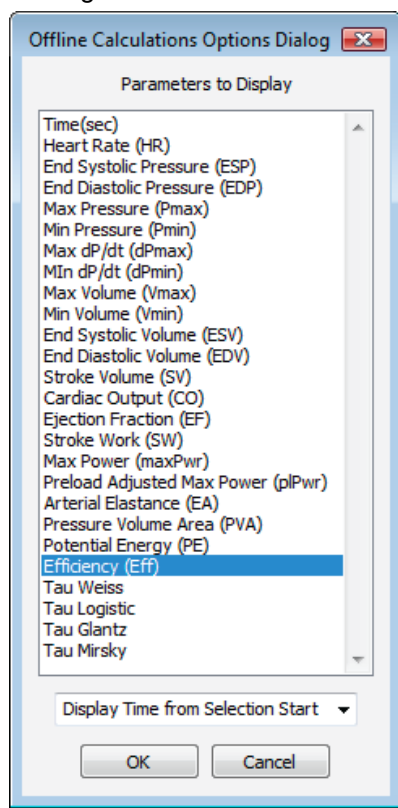 Offline Calculations Options Dialog
Parameters to Display
Time(sec)
Heart Rate (HR)
End Systolic Pressure (ESP)
End Diastolic Pressure (EDP)
Max Pressure (Pmax)
Min Pressure (Pmin)
Max dP/dt (dPmax)
MIn dP/dt (dPmin)
Max Volume (Vmax)
Min Volume (Vmin)
End Systolic Volume (ESV)
End Diastolic Volume (EDV)
Stroke Volume (SV)
Cardiac Output (CO)
Ejection Fraction (EF)
Stroke Work (SW)
Max Power (maxPwr)
Preload Adjusted Max Power (plPwr)
Arterial Elastance (EA)
Pressure Volume Area (PVA)
Potential Energy (PE)
Efficiency (Eff)
Tau Weiss
Tau Logistic
Tau Glantz
Tau Mirsky
Display Time from Selection Start
OK Cancel